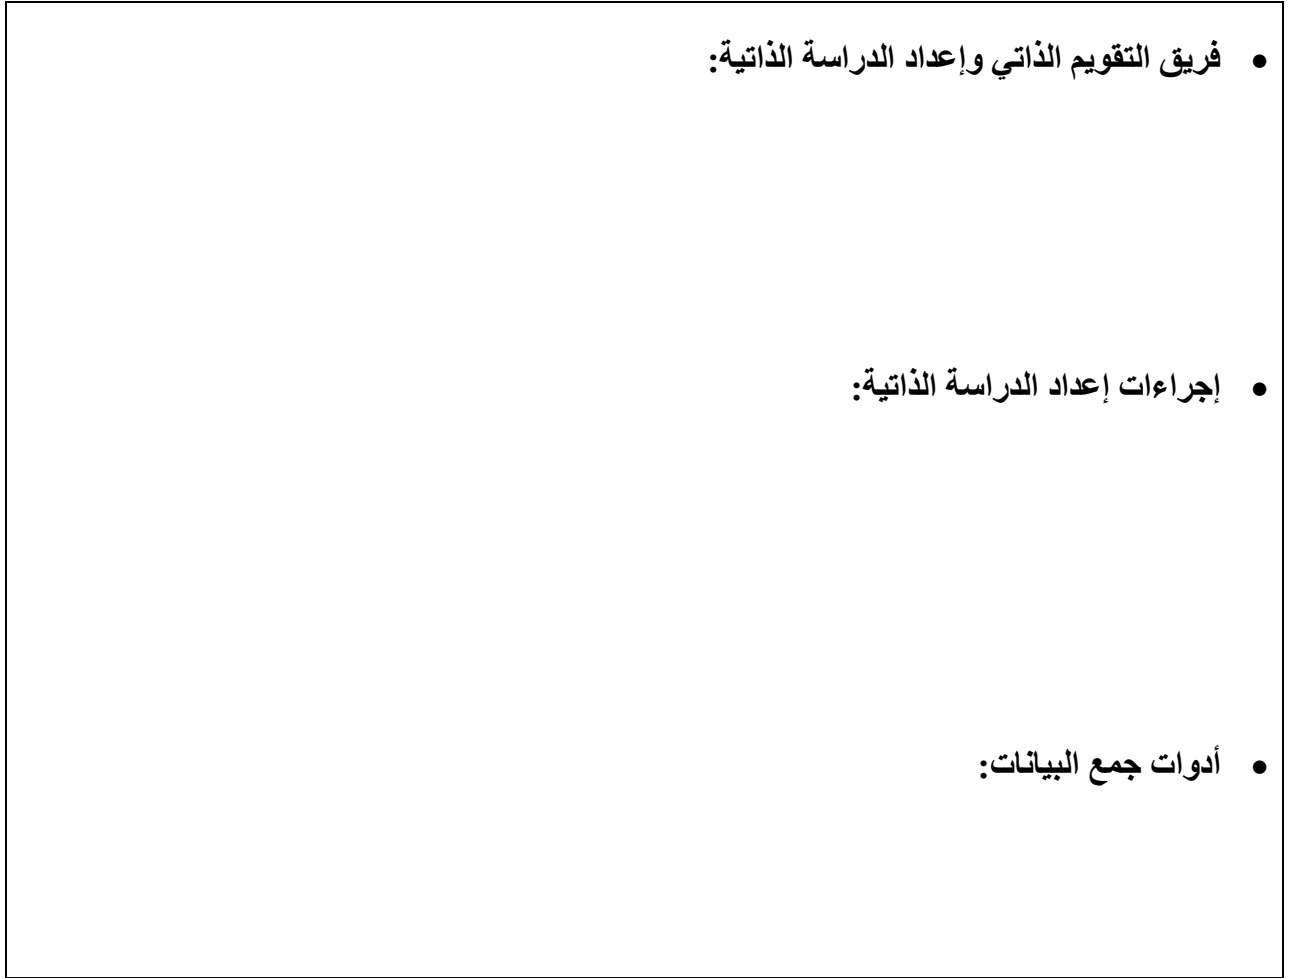 • فريق التقويم الذاتي وإعداد الدراسة الذاتية:
• إجراءات إعداد الدراسة الذاتية:
• أدوات جمع البيانات: